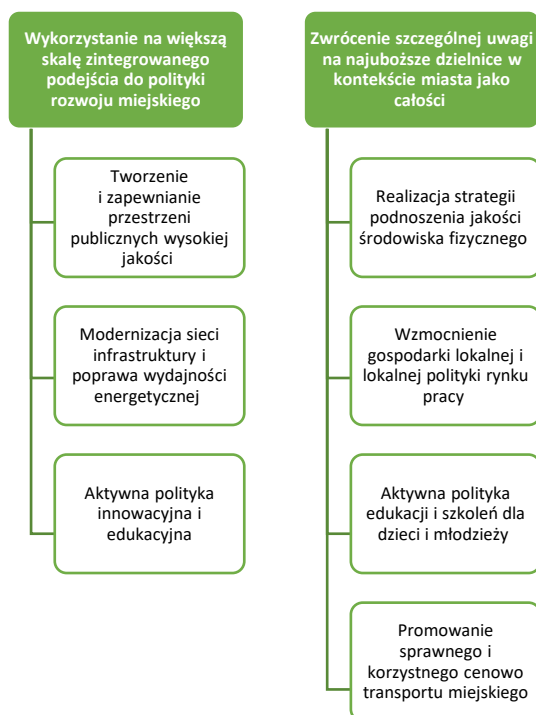 Wykorzystanie na większą
skalę zintegrowanego
podejścia do polityki
rozwoju miejskiego
Tworzenie
i zapewnianie
przestrzeni
publicznych wysokiej
jakości
Modernizacja sieci
infrastruktury i
poprawa wydajności
energetycznej
Aktywna polityka
innowacyjna i
edukacyjna
Zwrócenie szczególnej uwagi
na najuboższe dzielnice w
kontekście miasta jako
całości
Realizacja strategii
podnoszenia jakości
środowiska fizycznego
Wzmocnienie
gospodarki lokalnej i
lokalnej polityki rynku
pracy
Aktywna polityka
edukacji i szkoleń dla
dzieci i młodzieży
Promowanie
sprawnego i
korzystnego cenowo
transportu miejskiego